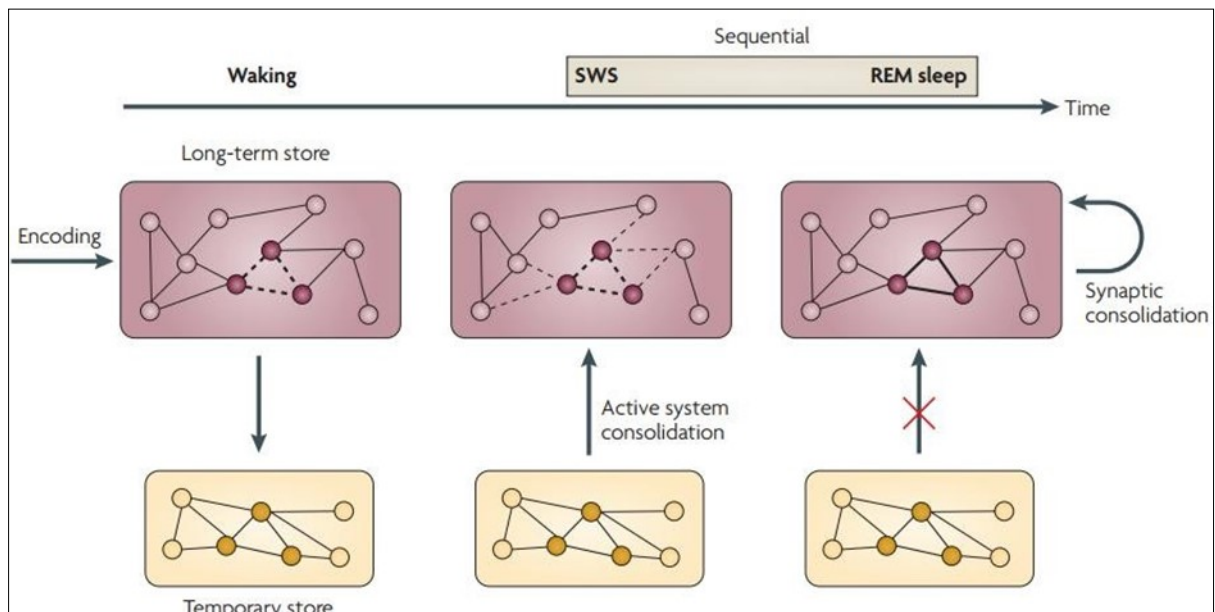 Sequential
Waking
SWS
REM sleep
Time
Long-term store
Encoding
Synaptic
consolidation
Active system
consolidation
Temporary store